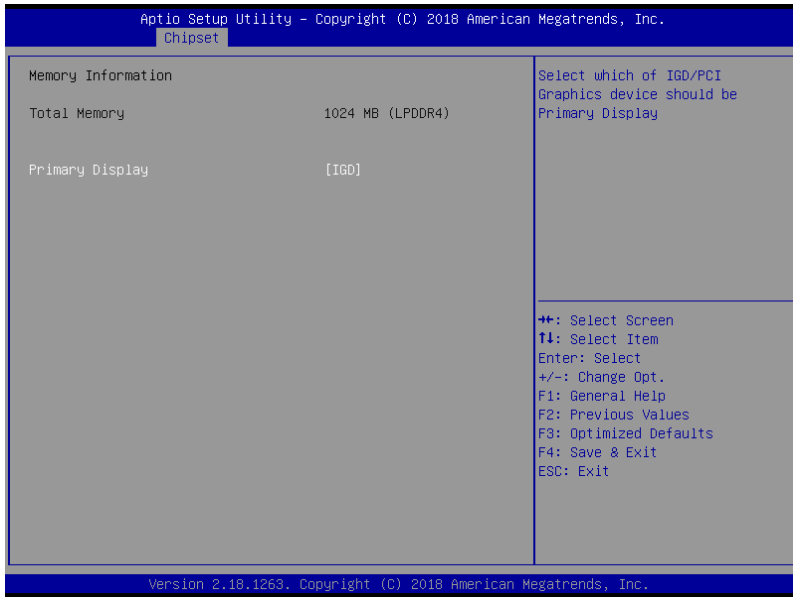 Aptio Setup Utility – Copyright (C) 2018 American Megatrends, Inc.
Chipset
Memory Information
Total Memory 1024 MB (LPDDR4)
Primary Display [IGD]
Select which of IGD/PCI
Graphics device should be
Primary Display
→←: Select Screen
↑↓: Select Item
Enter: Select
+/-: Change Opt.
F1: General Help
F2: Previous Values
F3: Optimized Defaults
F4: Save & Exit
ESC: Exit
Version 2.18.1263. Copyright (C) 2018 American Megatrends, Inc.